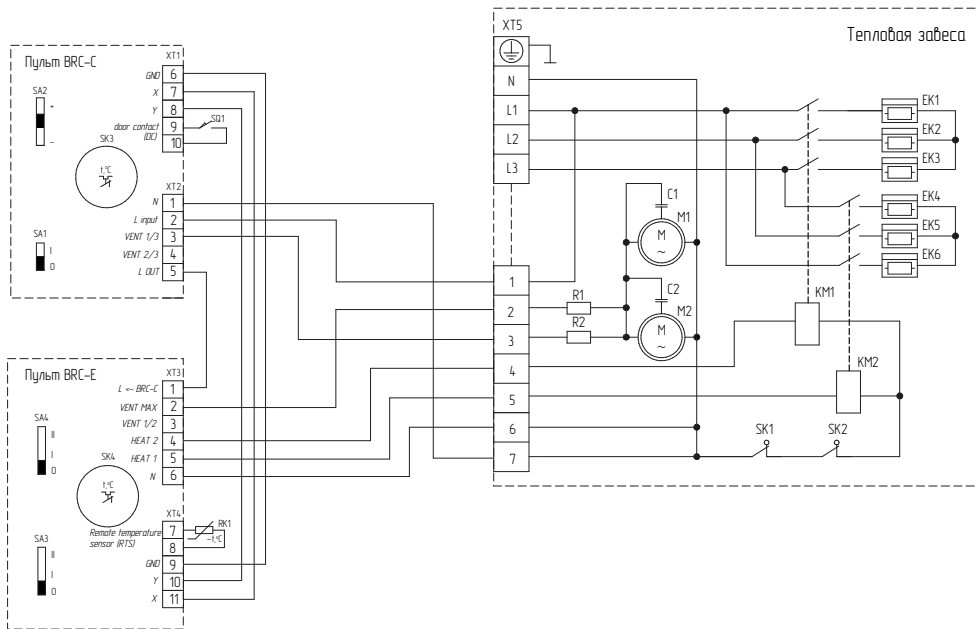 Пульт BRC-C
SA2
+
−
SK3
t,°C
SA1
I
0
XT1
GND 6
X 7
Y 8
door contact (DC) 9
10
SQ1
XT2
N 1
L input 2
VENT 1/3 3
VENT 2/3 4
L OUT 5
Пульт BRC-E
SA4
II
I
0
SK4
t,°C
SA3
II
I
0
XT3
L <- BRC-C 1
VENT MAX 2
VENT 1/2 3
HEAT 2 4
HEAT 1 5
N 6
XT4
Remote temperature 7
sensor (RTS) 8
RK1
-t,°C
GND 9
Y 10
X 11
XT5
Тепловая завеса
N
L1
L2
L3
1
2
3
4
5
6
7
R1
R2
C1
M1
M
~
C2
M2
M
~
EK1
EK2
EK3
EK4
EK5
EK6
KM1
KM2
SK1
SK2